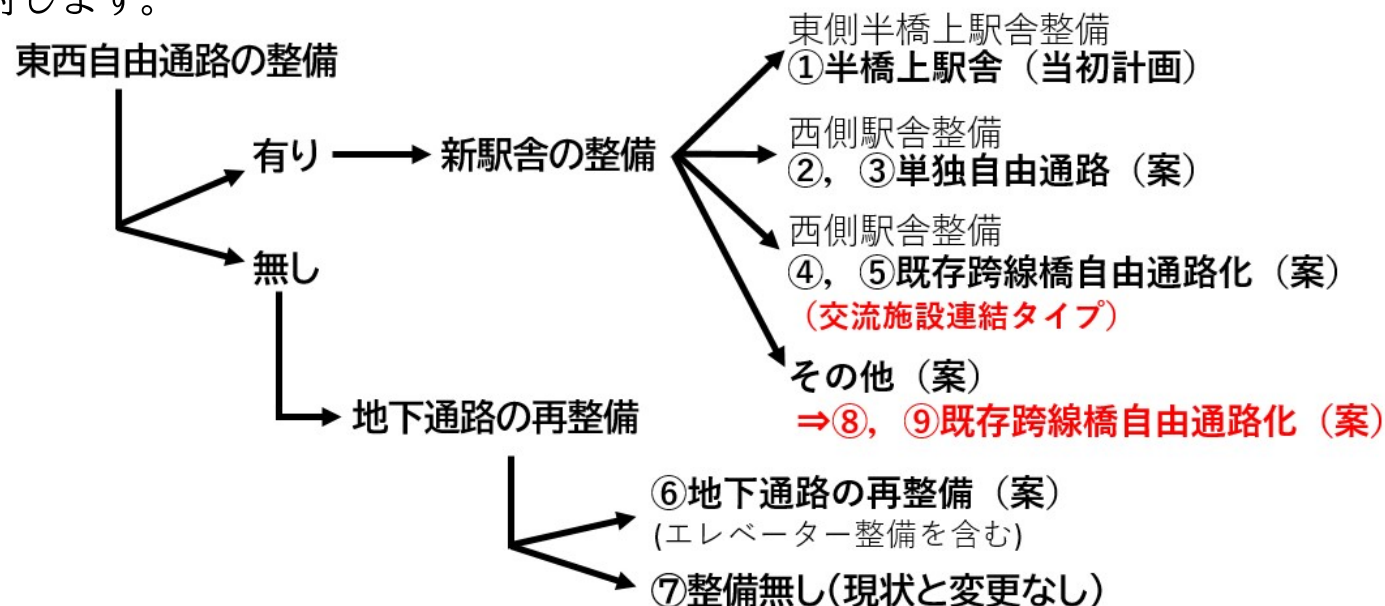 討します。
東西自由通路の整備
有り
新駅舎の整備
東側半橋上駅舎整備
①半橋上駅舎（当初計画）
西側駅舎整備
②，③単独自由通路（案）
西側駅舎整備
④，⑤既存跨線橋自由通路化（案）
（交流施設連結タイプ）
その他（案）
⇒⑧，⑨既存跨線橋自由通路化（案）
無し
地下通路の再整備
⑥地下通路の再整備（案）
(エレベーター整備を含む)
⑦整備無し(現状と変更なし）